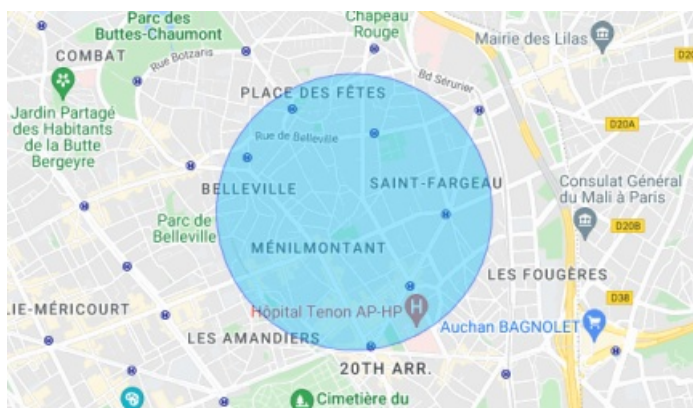 Parc des
Buttes-Chaumont
Chapeau
Rouge
Mairie des Lilas
COMBAT
Rue Botzaris
D20
Bd Sérurier
PLACE DES FÊTES
Jardin Partagé
des Habitants
de la Butte
Bergeyre
D20A
Rue de Belleville
BELLEVILLE
SAINT-FARGEAU
Consulat Général
du Mali à Paris
Parc de
Belleville
D20B
MÉNILMONTANT
LES FOUGÈRES
LIE-MÉRICOURT
Hôpital Tenon AP-HP
H
D38
LES AMANDIERS
Auchan BAGNOLET
20TH ARR.
Cimetière du